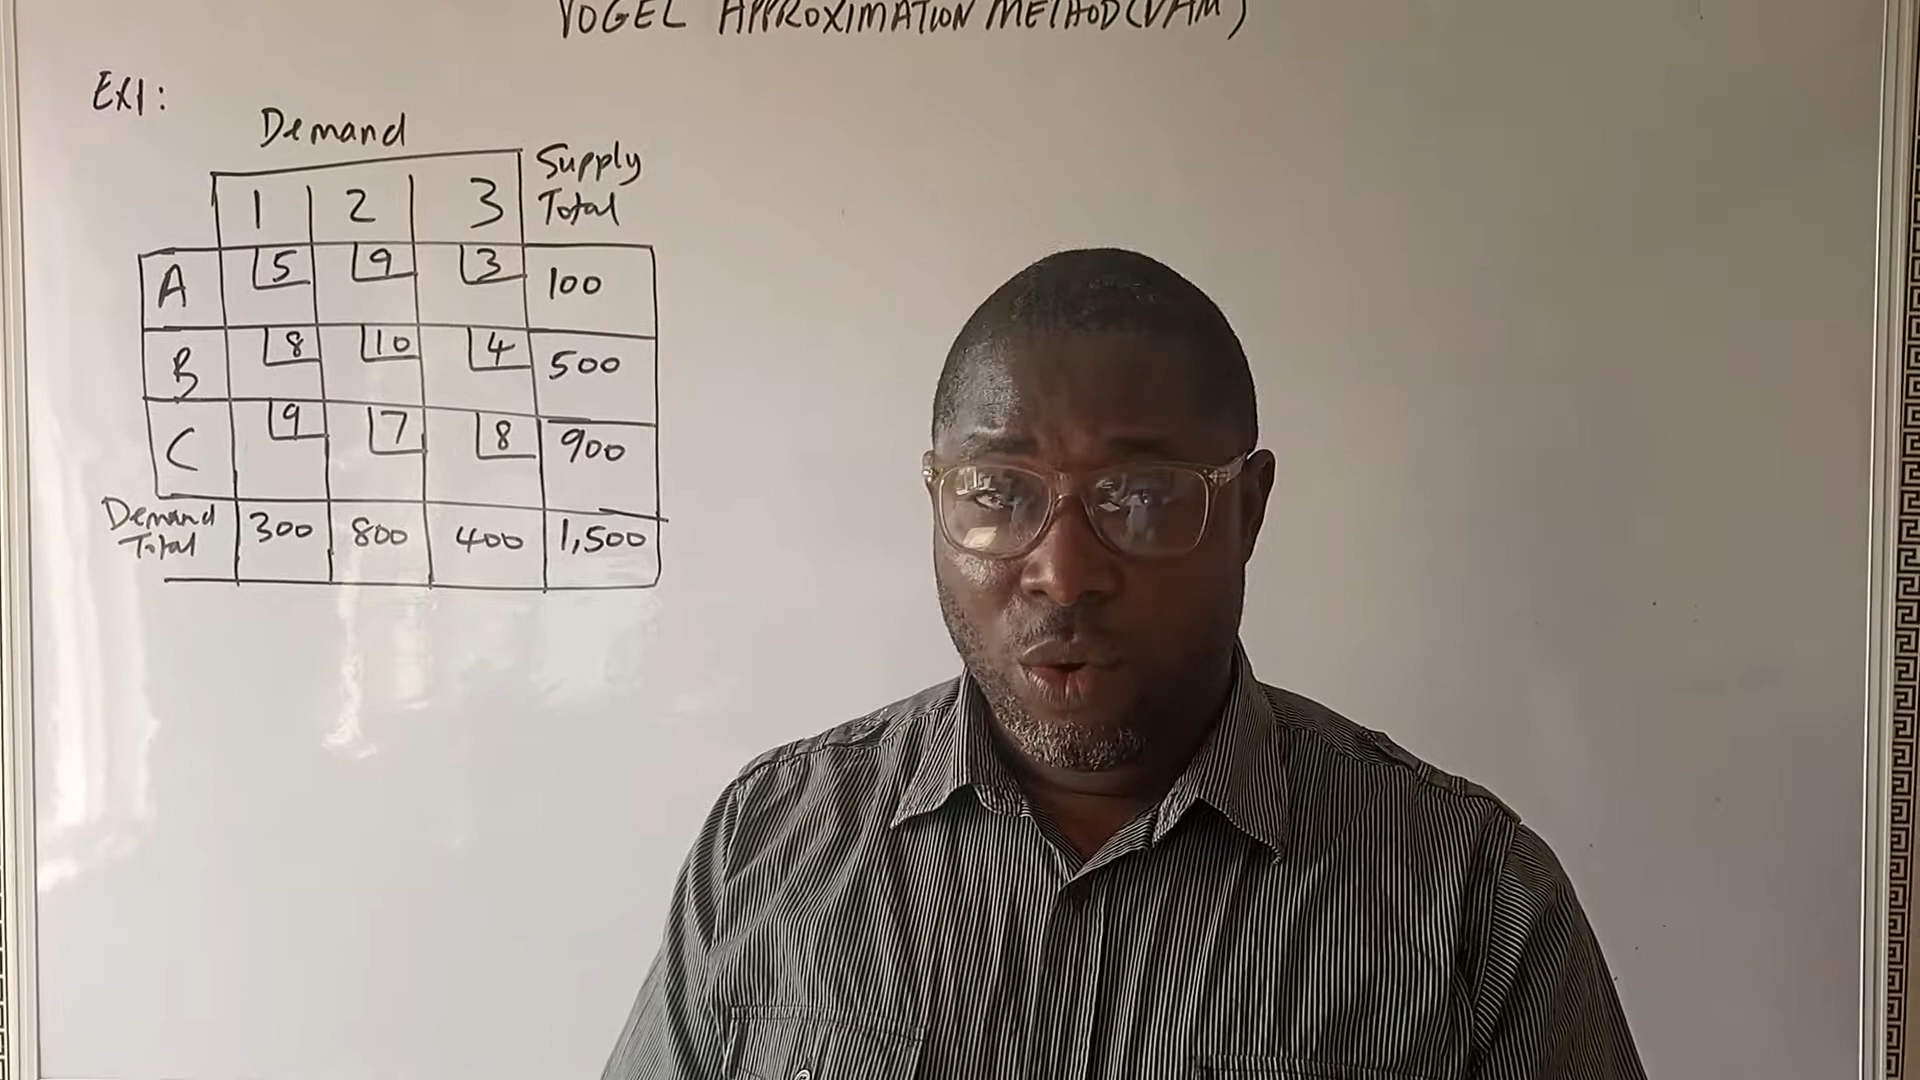 VOGEL APPROXIMATION METHOD (VAM)
EX1:
Demand
Supply Total
1 2 3
A 5 9 3 100
B 8 10 4 500
C 9 7 8 900
Demand Total 300 800 400 1,500